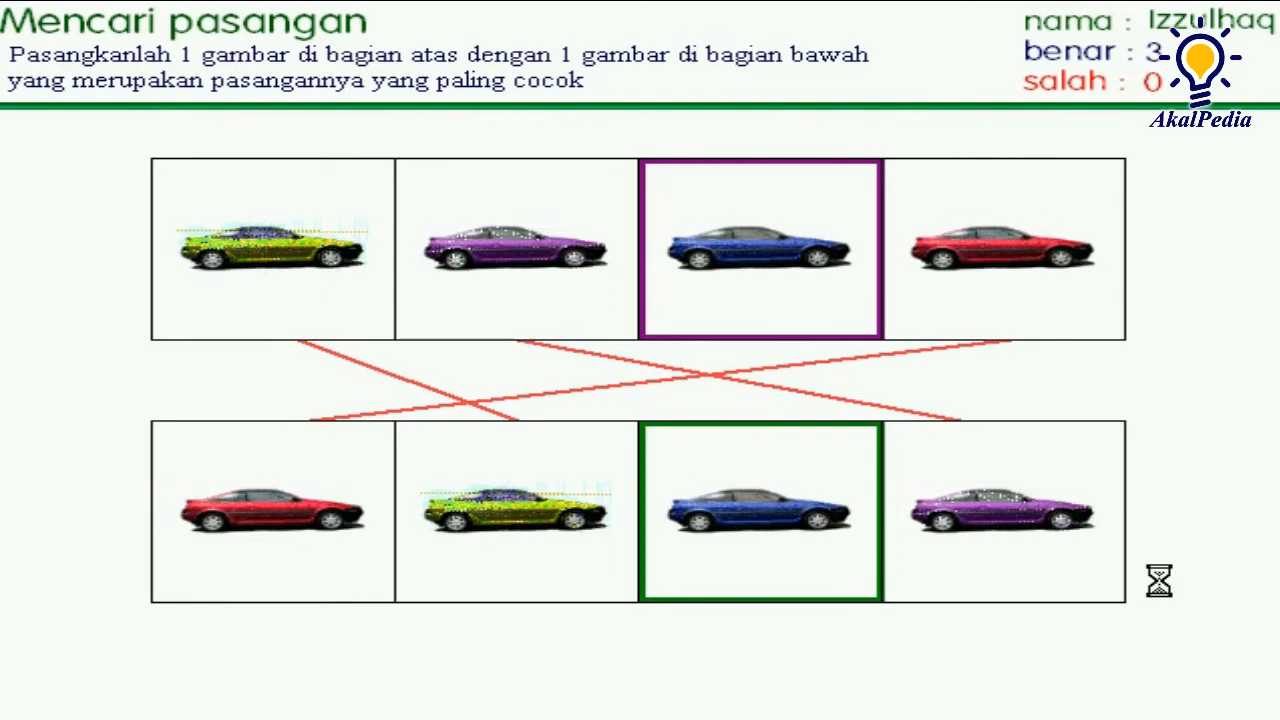 Mencari pasangan
Pasangkanlah 1 gambar di bagian atas dengan 1 gambar di bagian bawah
yang merupakan pasangannya yang paling cocok
nama : Izzulhaq
benar : 3
salah : 0
AkalPedia